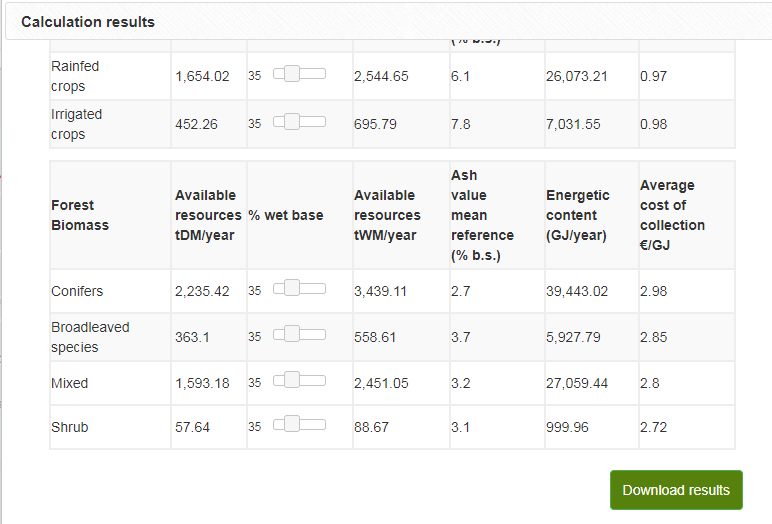 Calculation results
(% b.s.)
Rainfed
crops
1,654.02 35 2,544.65 6.1 26,073.21 0.97
Irrigated
crops
452.26 35 695.79 7.8 7,031.55 0.98
Forest
Biomass
Available
resources
tDM/year
% wet base
Available
resources
tWM/year
Ash
value
mean
reference
(% b.s.)
Energetic
content
(GJ/year)
Average
cost of
collection
€/GJ
Conifers 2,235.42 35 3,439.11 2.7 39,443.02 2.98
Broadleaved
species
363.1 35 558.61 3.7 5,927.79 2.85
Mixed 1,593.18 35 2,451.05 3.2 27,059.44 2.8
Shrub 57.64 35 88.67 3.1 999.96 2.72
Download results